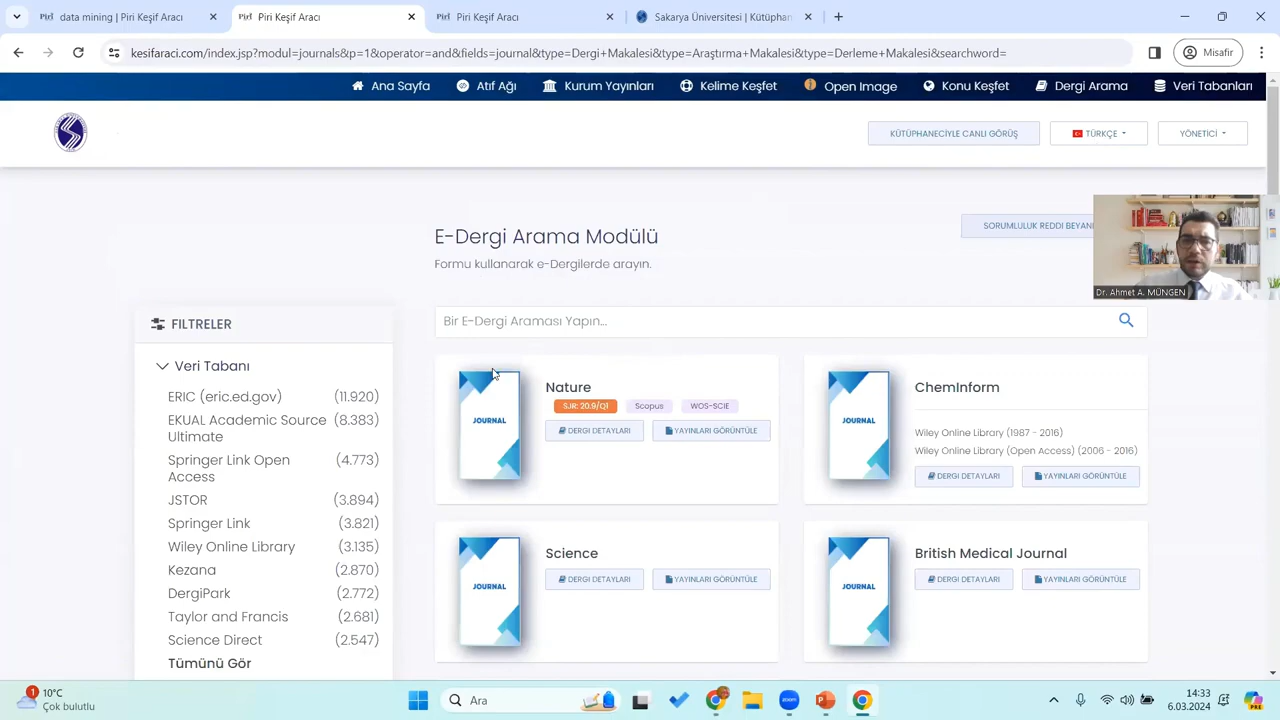 data mining | Piri Keşif Aracı
Piri Keşif Aracı
Piri Keşif Aracı
Sakarya Üniversitesi | Kütüphan
kesifaraci.com/index.jsp?modul=journals&p=1&operator=and&fields=journal&type=Dergi+Makalesi&type=Araştırma+Makalesi&type=Derleme+Makalesi&searchword=
Misafir
Ana Sayfa
Atıf Ağı
Kurum Yayınları
Kelime Keşfet
Open Image
Konu Keşfet
Dergi Arama
Veri Tabanları
KÜTÜPHANECİYLE CANLI GÖRÜŞ
TÜRKÇE
YÖNETİCİ
E-Dergi Arama Modülü
SORUMLULUK REDDİ BEYANI
Formu kullanarak e-Dergilerde arayın.
Dr. Ahmet A. MÜNGEN
FILTRELER
Bir E-Dergi Araması Yapın...
Veri Tabanı
ERIC (eric.ed.gov) (11.920)
EKUAL Academic Source Ultimate (8.383)
Springer Link Open Access (4.773)
JSTOR (3.894)
Springer Link (3.821)
Wiley Online Library (3.135)
Kezana (2.870)
DergiPark (2.772)
Taylor and Francis (2.681)
Science Direct (2.547)
Tümünü Gör
JOURNAL
Nature
SJR: 20.9/Q1
Scopus
WOS-SCIE
DERGİ DETAYLARI
YAYINLARI GÖRÜNTÜLE
JOURNAL
ChemInform
Wiley Online Library (1987 - 2016)
Wiley Online Library (Open Access) (2006 - 2016)
DERGİ DETAYLARI
YAYINLARI GÖRÜNTÜLE
JOURNAL
Science
DERGİ DETAYLARI
YAYINLARI GÖRÜNTÜLE
JOURNAL
British Medical Journal
DERGİ DETAYLARI
YAYINLARI GÖRÜNTÜLE
1
10°C
Çok bulutlu
Ara
14:33
6.03.2024